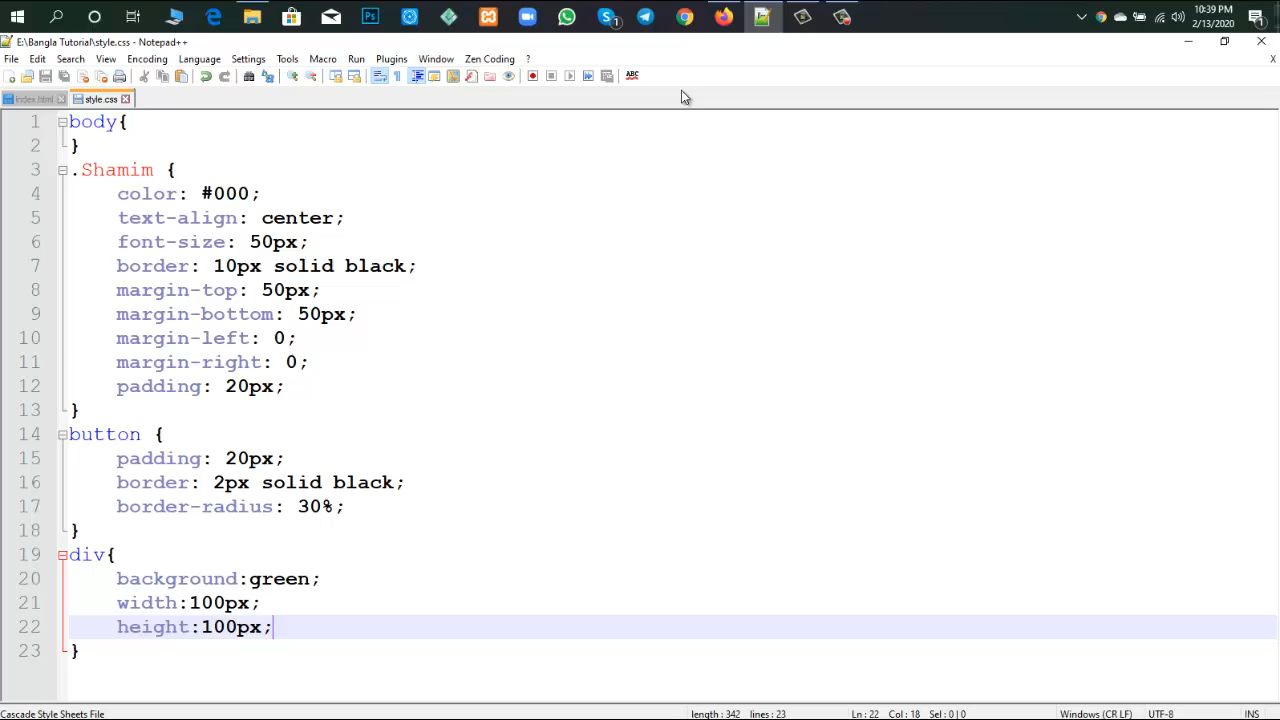 10:39 PM
2/13/2020
E:\Bangla Tutorial\style.css - Notepad++
File Edit Search View Encoding Language Settings Tools Macro Run Plugins Window Zen Coding ? X
index.html style.css
1 body{
2 }
3 .Shamim {
4 color: #000;
5 text-align: center;
6 font-size: 50px;
7 border: 10px solid black;
8 margin-top: 50px;
9 margin-bottom: 50px;
10 margin-left: 0;
11 margin-right: 0;
12 padding: 20px;
13 }
14 button {
15 padding: 20px;
16 border: 2px solid black;
17 border-radius: 30%;
18 }
19 div{
20 background:green;
21 width:100px;
22 height:100px;
23 }
Cascade Style Sheets File length : 342 lines : 23 Ln : 22 Col : 18 Sel : 0 | 0 Windows (CR LF) UTF-8 INS